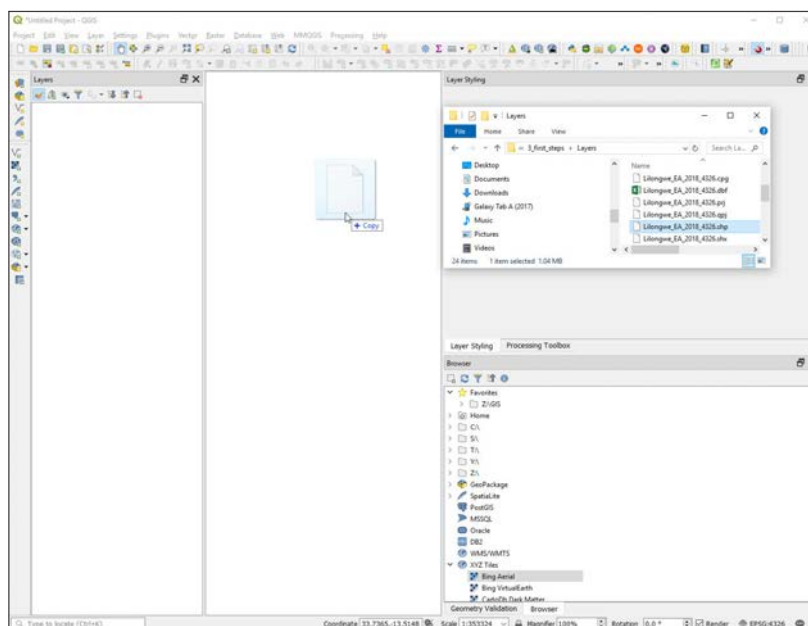 *Untitled Project - QGIS
Project Edit View Layer Settings Plugins Vector Raster Database Web MMQGIS Processing Help
Layers
Layer Styling
Layers
File Home Share View
3_first_steps › Layers
Search La...
Desktop
Documents
Downloads
Galaxy Tab A (2017)
Music
Pictures
Videos
Name
Lilongwe_EA_2018_4326.cpg
Lilongwe_EA_2018_4326.dbf
Lilongwe_EA_2018_4326.prj
Lilongwe_EA_2018_4326.qpj
Lilongwe_EA_2018_4326.shp
Lilongwe_EA_2018_4326.shx
24 items 1 item selected 1.04 MB
Copy
Layer Styling Processing Toolbox
Browser
Favorites
Z:\GIS
Home
C:\
S:\
T:\
Y:\
Z:\
GeoPackage
SpatiaLite
PostGIS
MSSQL
Oracle
DB2
WMS/WMTS
XYZ Tiles
Bing Aerial
Bing VirtualEarth
CartoDb Dark Matter
Geometry Validation Browser
Type to locate (Ctrl+K) Coordinate 33.7365,-13.5148 Scale 1:353324 Magnifier 100% Rotation 0.0 ° Render EPSG:4326